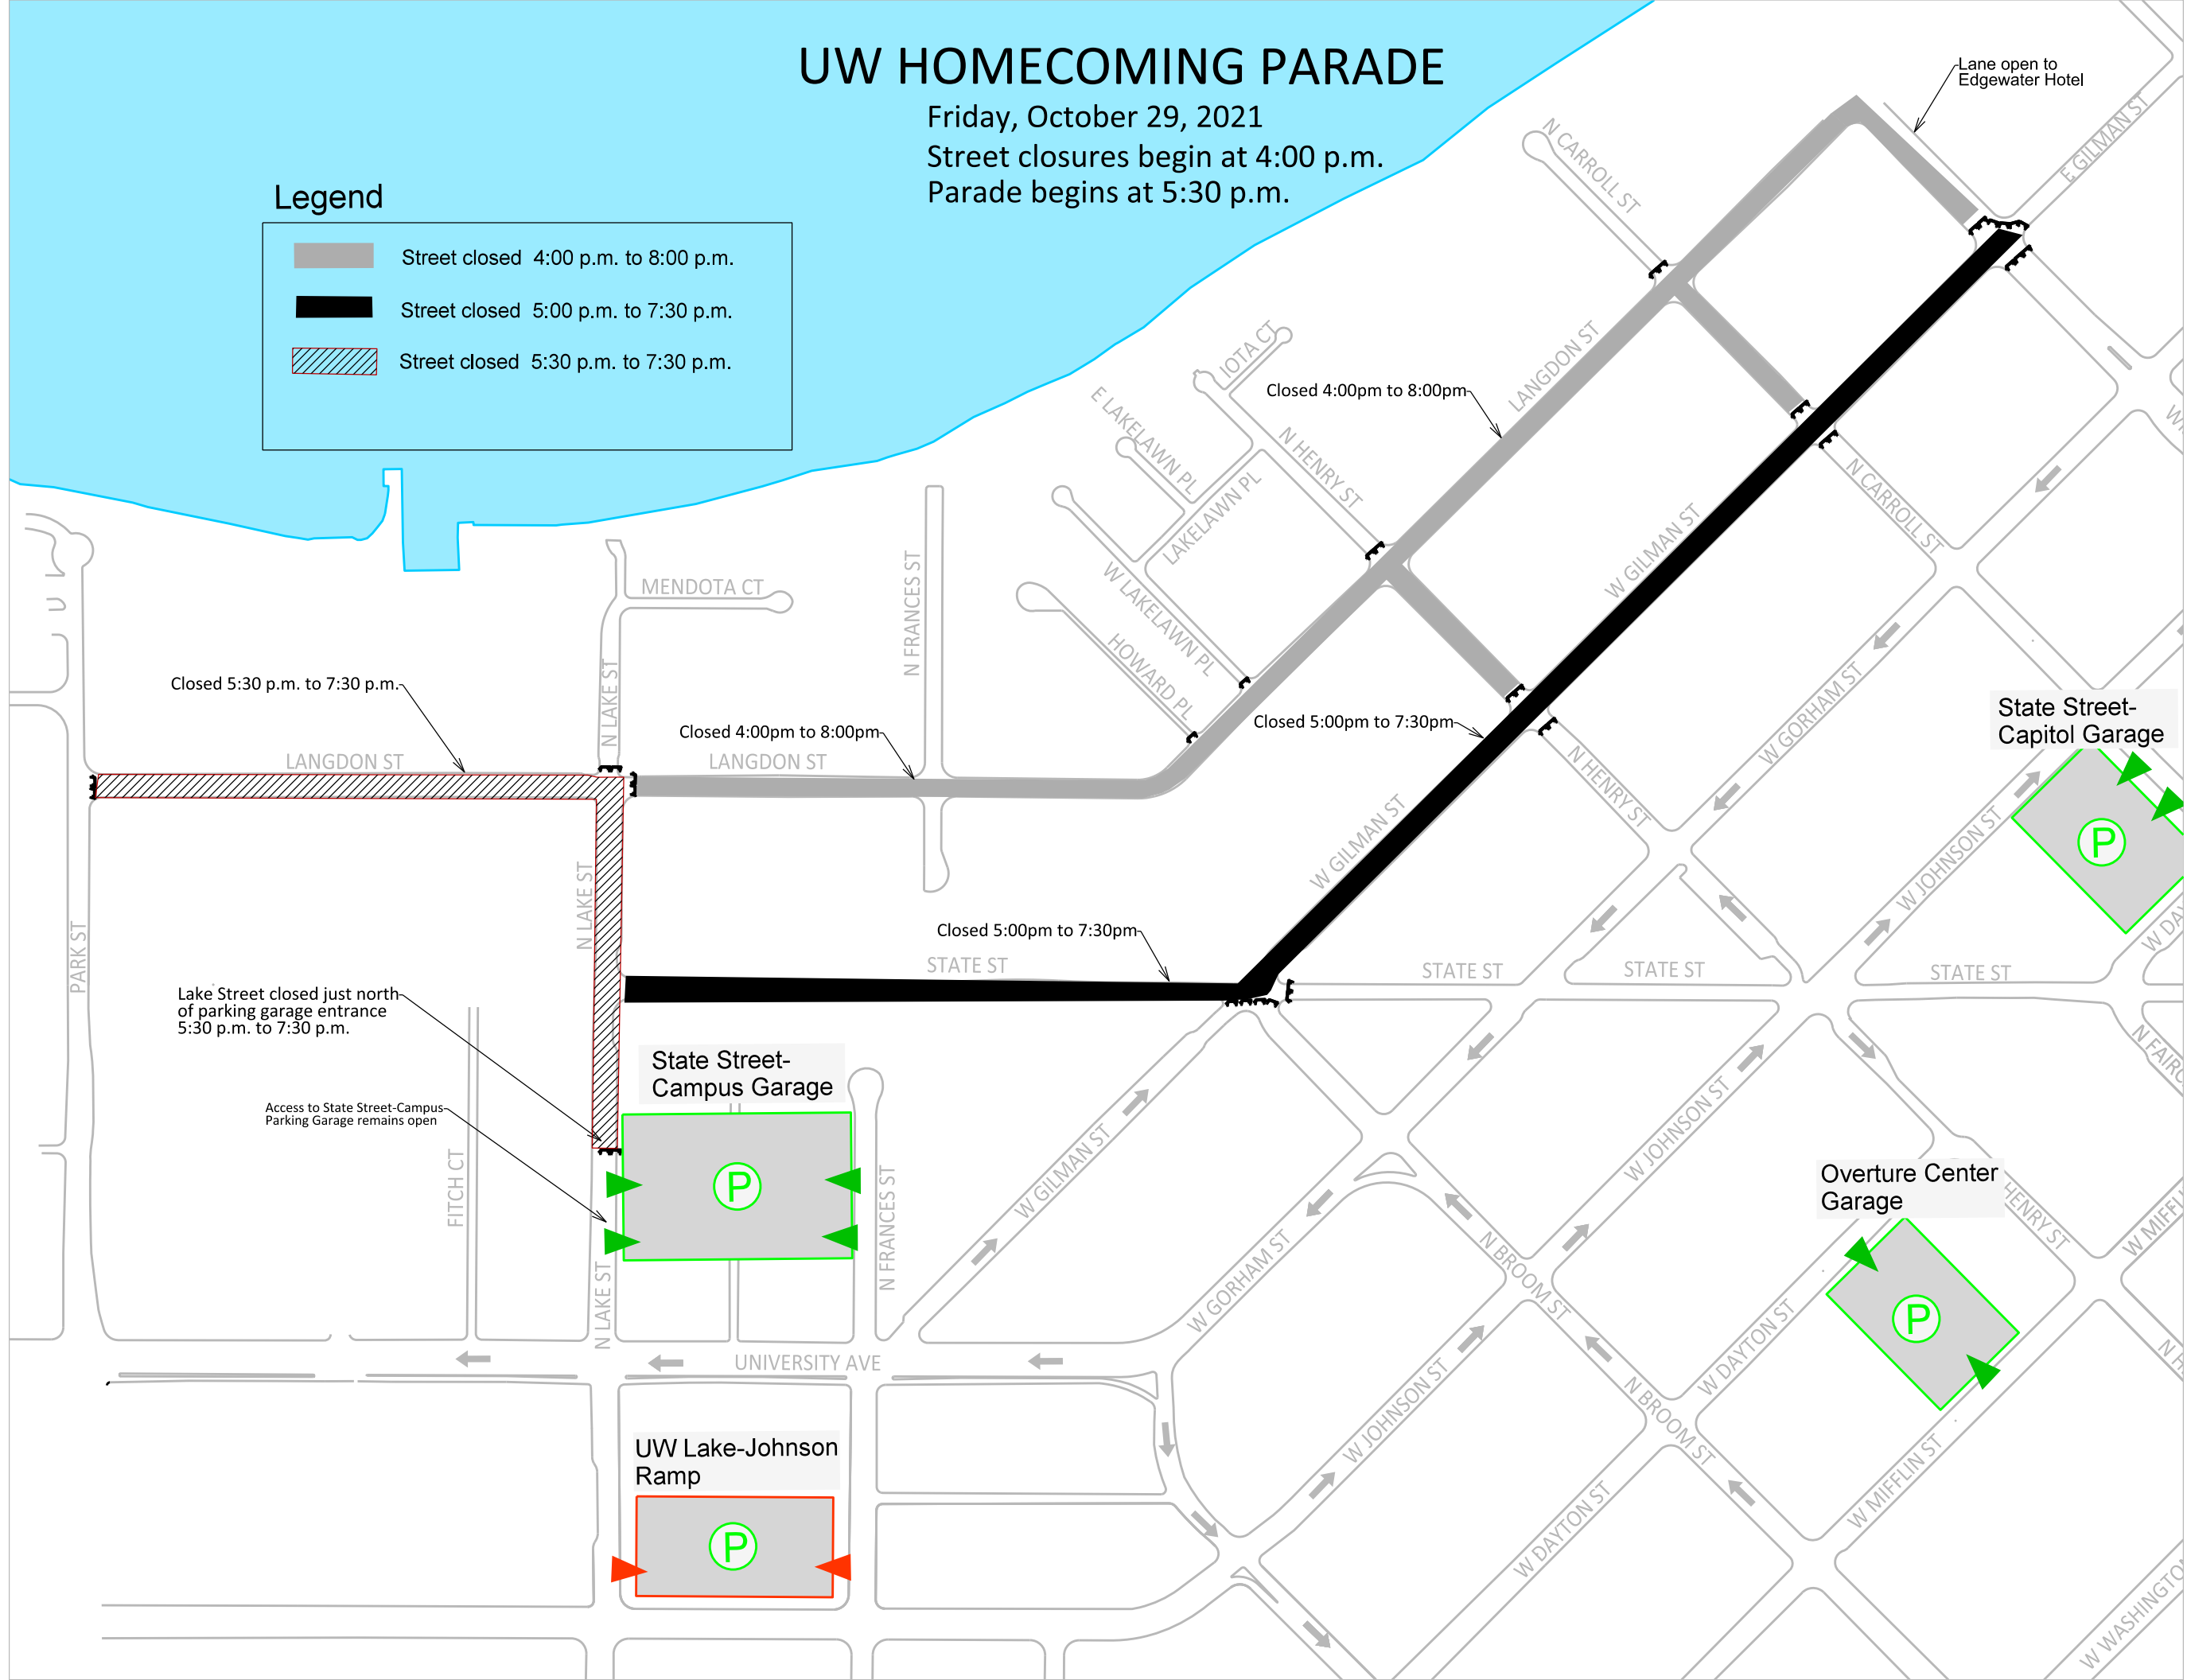 UW HOMECOMING PARADE
Friday, October 29, 2021
Street closures begin at 4:00 p.m.
Parade begins at 5:30 p.m.
Legend
Street closed 4:00 p.m. to 8:00 p.m.
Street closed 5:00 p.m. to 7:30 p.m.
Street closed 5:30 p.m. to 7:30 p.m.
Lane open to
Edgewater Hotel
E GILMAN ST
N CARROLL ST
IOTA CT
LANGDON ST
Closed 4:00pm to 8:00pm
E LAKELAWN PL
N HENRY ST
LAKELAWN PL
N CARROLL ST
W GILMAN ST
N FRANCES ST
MENDOTA CT
W LAKELAWN PL
HOWARD PL
N LAKE ST
Closed 5:30 p.m. to 7:30 p.m.
Closed 4:00pm to 8:00pm
Closed 5:00pm to 7:30pm
LANGDON ST
LANGDON ST
W GORHAM ST
N HENRY ST
State Street-
Capitol Garage
P
W JOHNSON ST
W GILMAN ST
N LAKE ST
PARK ST
Closed 5:00pm to 7:30pm
STATE ST
STATE ST
STATE ST
STATE ST
Lake Street closed just north
of parking garage entrance
5:30 p.m. to 7:30 p.m.
State Street-
Campus Garage
P
Access to State Street-Campus
Parking Garage remains open
FITCH CT
N FRANCES ST
W GILMAN ST
W JOHNSON ST
Overture Center
Garage
P
HENRY ST
W GORHAM ST
N BROOM ST
N LAKE ST
UNIVERSITY AVE
W DAYTON ST
N BROOM ST
W JOHNSON ST
UW Lake-Johnson
Ramp
P
W DAYTON ST
W MIFFLIN ST